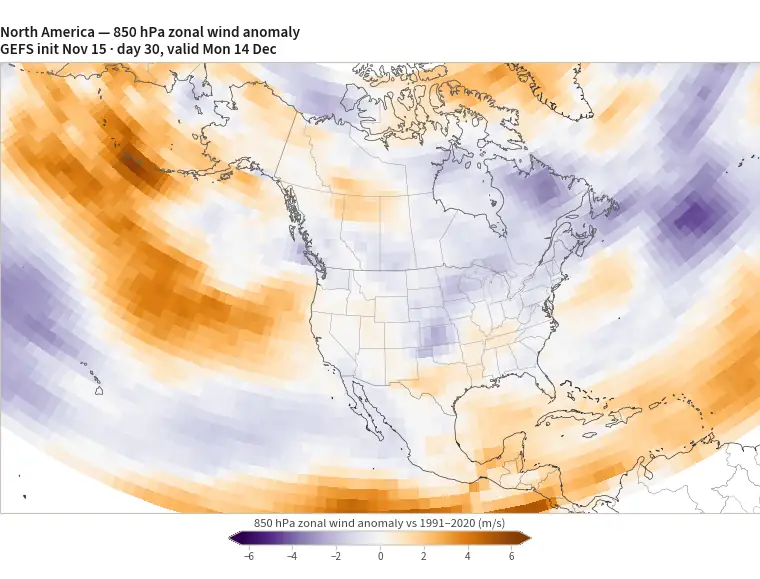 North America — 850 hPa zonal wind anomaly
GEFS init Nov 15 · day 30, valid Mon 14 Dec
850 hPa zonal wind anomaly vs 1991–2020 (m/s)
−6 −4 −2 0 2 4 6